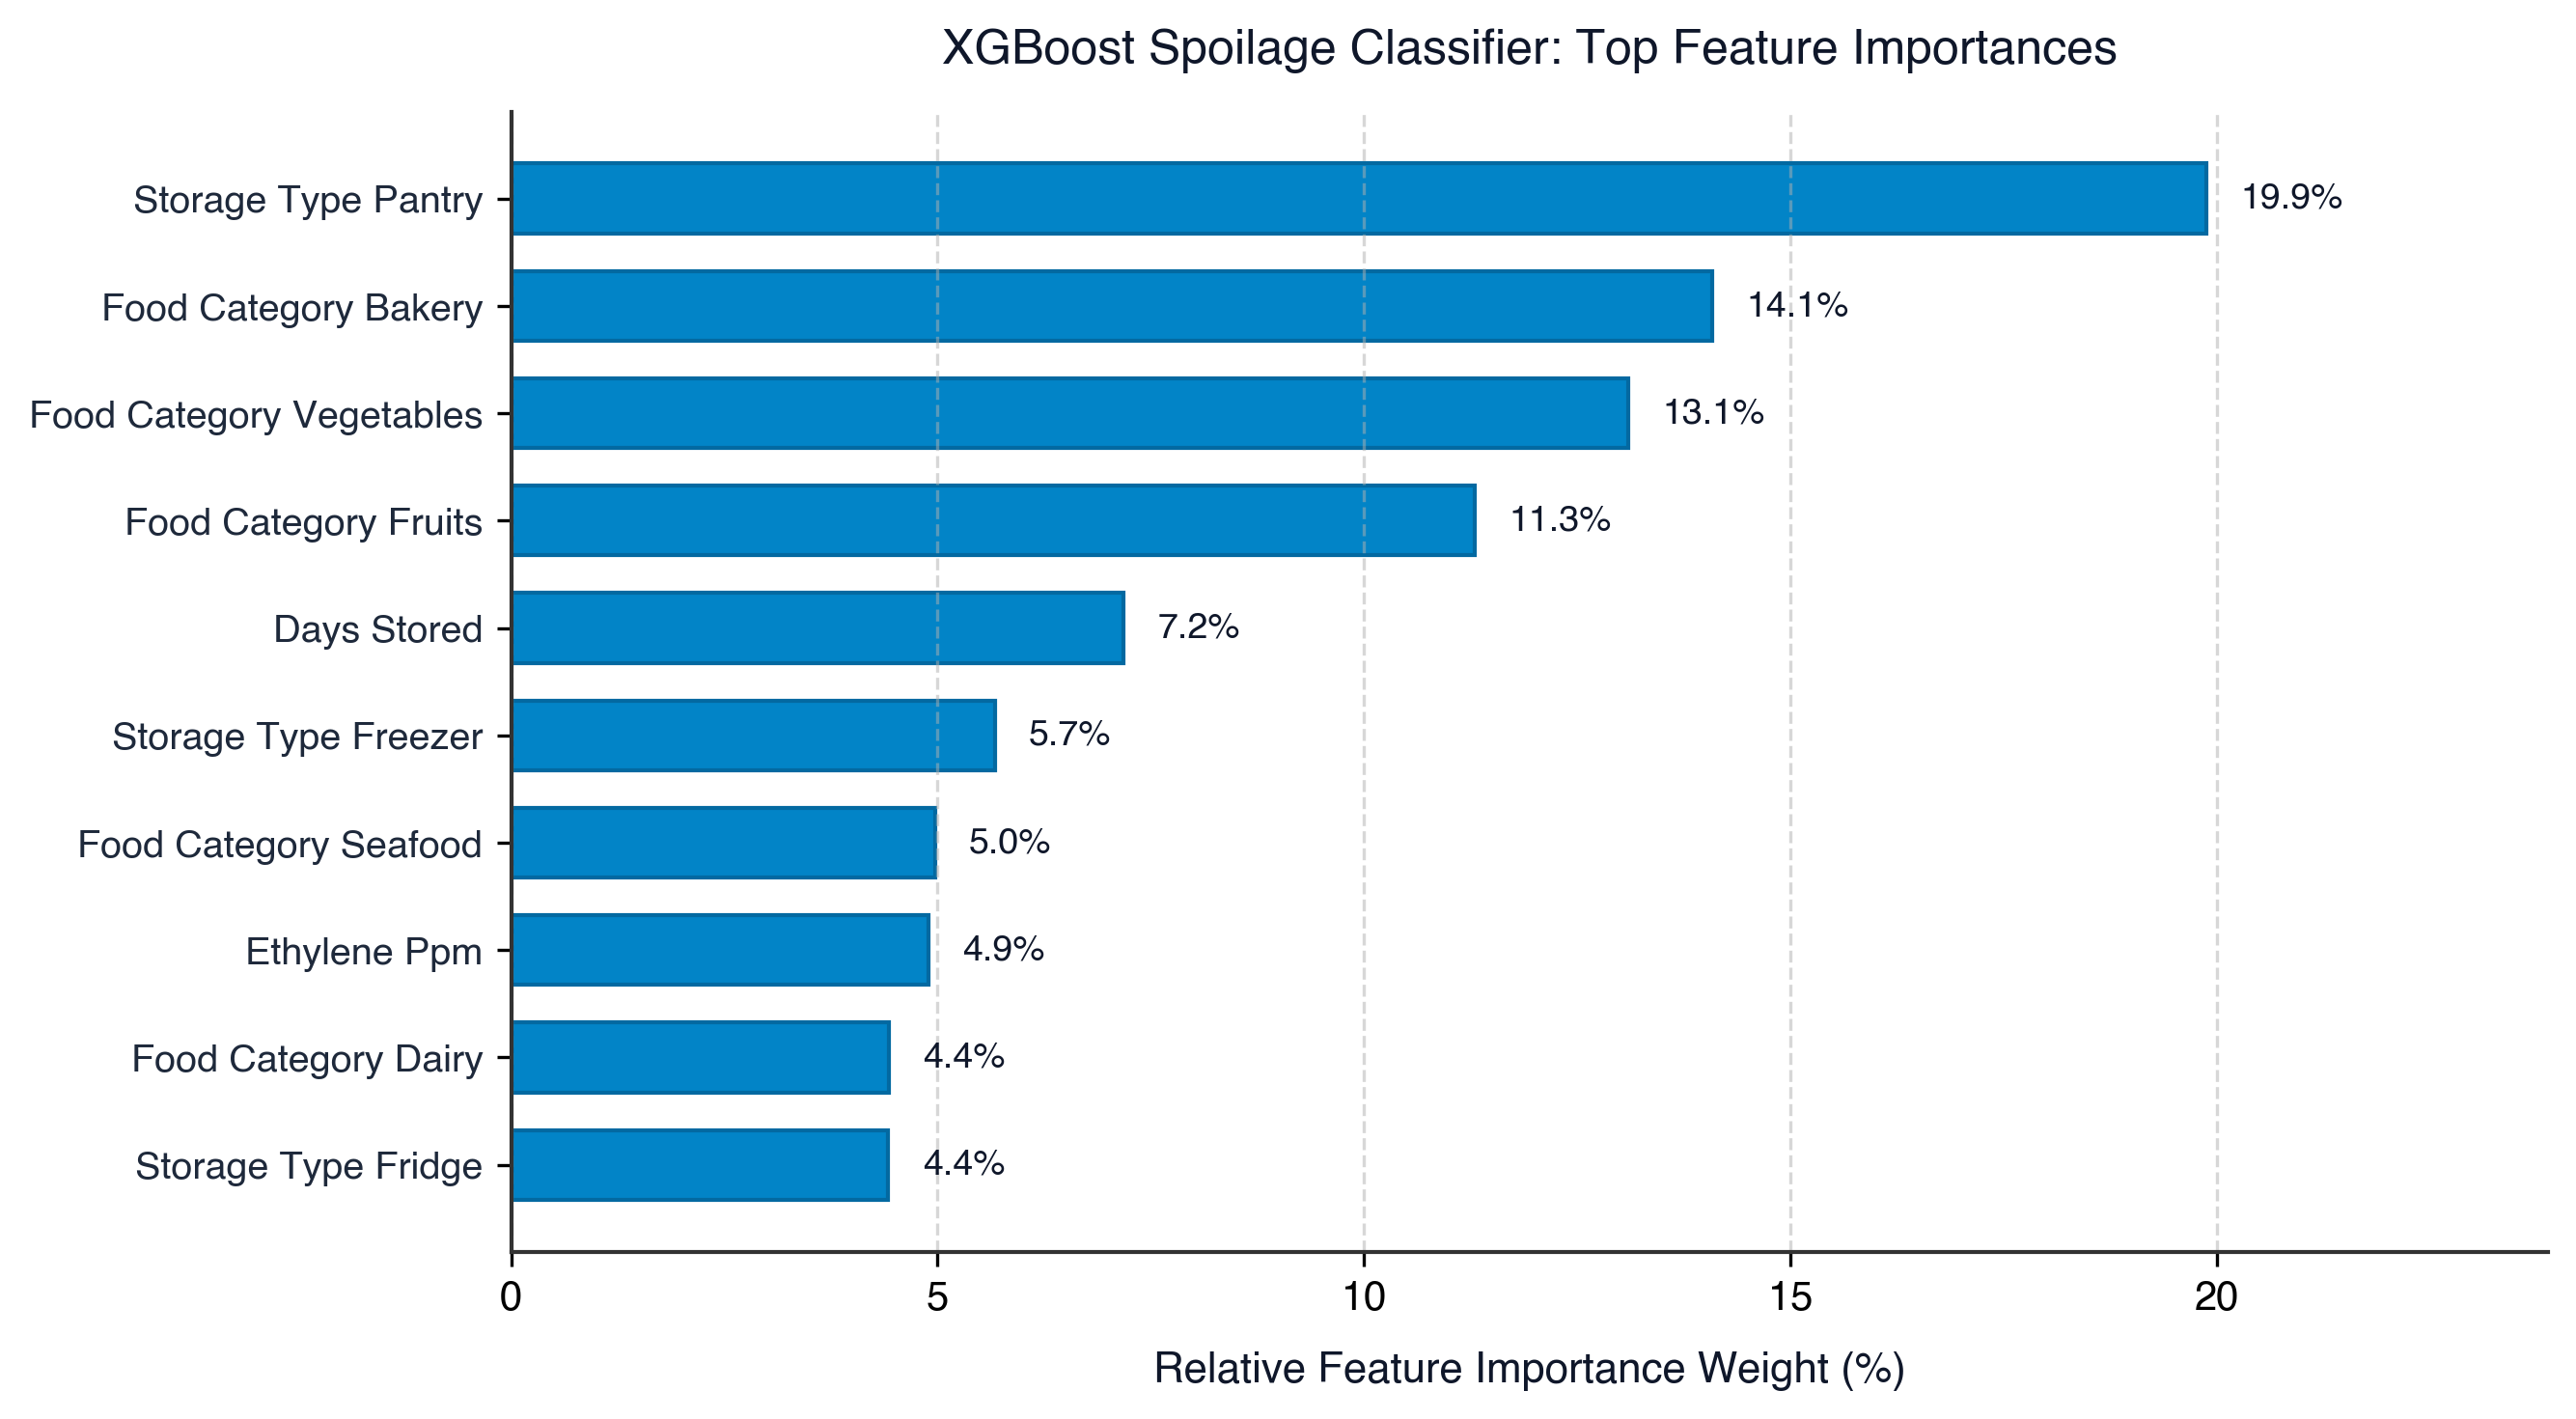 XGBoost Spoilage Classifier: Top Feature Importances
Storage Type Pantry 19.9%
Food Category Bakery 14.1%
Food Category Vegetables 13.1%
Food Category Fruits 11.3%
Days Stored 7.2%
Storage Type Freezer 5.7%
Food Category Seafood 5.0%
Ethylene Ppm 4.9%
Food Category Dairy 4.4%
Storage Type Fridge 4.4%
0 5 10 15 20
Relative Feature Importance Weight (%)